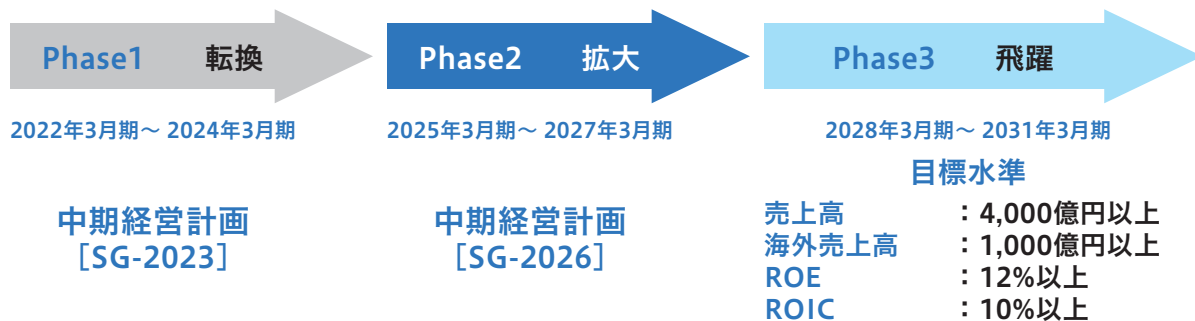 Phase1 転換
Phase2 拡大
Phase3 飛躍
2022年3月期～2024年3月期
2025年3月期～2027年3月期
2028年3月期～2031年3月期
中期経営計画
［SG-2023］
中期経営計画
［SG-2026］
目標水準
売上高 ：4,000億円以上
海外売上高 ：1,000億円以上
ROE ：12%以上
ROIC ：10%以上